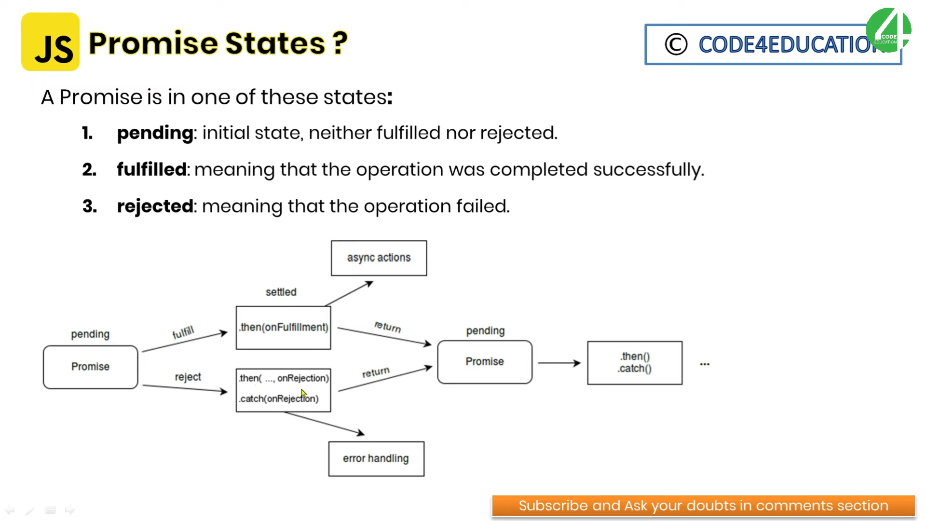 JS Promise States ?
© CODE4EDUCATION
4
CODE
EDUCATION
A Promise is in one of these states:
1. pending: initial state, neither fulfilled nor rejected.
2. fulfilled: meaning that the operation was completed successfully.
3. rejected: meaning that the operation failed.
async actions
settled
pending
fulfill
.then(onFulfillment)
return
pending
Promise
reject
.then( ..., onRejection)
.catch(onRejection)
return
Promise
.then()
.catch()
...
error handling
Subscribe and Ask your doubts in comments section